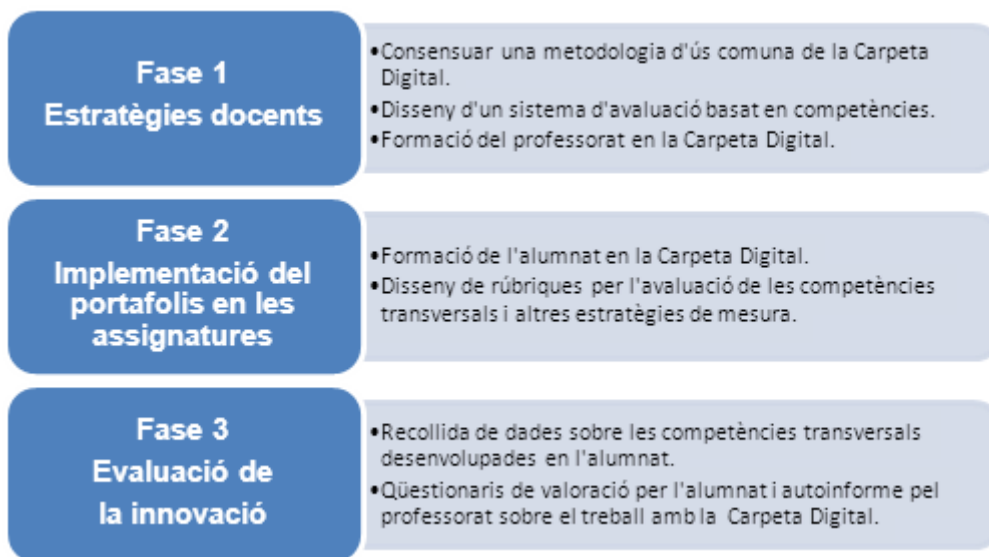 Fase 1
Estratègies docents
•Consensuar una metodologia d'ús comuna de la Carpeta
Digital.
•Disseny d'un sistema d'avaluació basat en competències.
•Formació del professorat en la Carpeta Digital.
Fase 2
Implementació del
portafolis en les
assignatures
•Formació de l'alumnat en la Carpeta Digital.
•Disseny de rúbriques per l'avaluació de les competències
transversals i altres estratègies de mesura.
Fase 3
Evaluació de
la innovació
•Recollida de dades sobre les competències transversals
desenvolupades en l'alumnat.
•Qüestionaris de valoració per l'alumnat i autoinforme pel
professorat sobre el treball amb la Carpeta Digital.